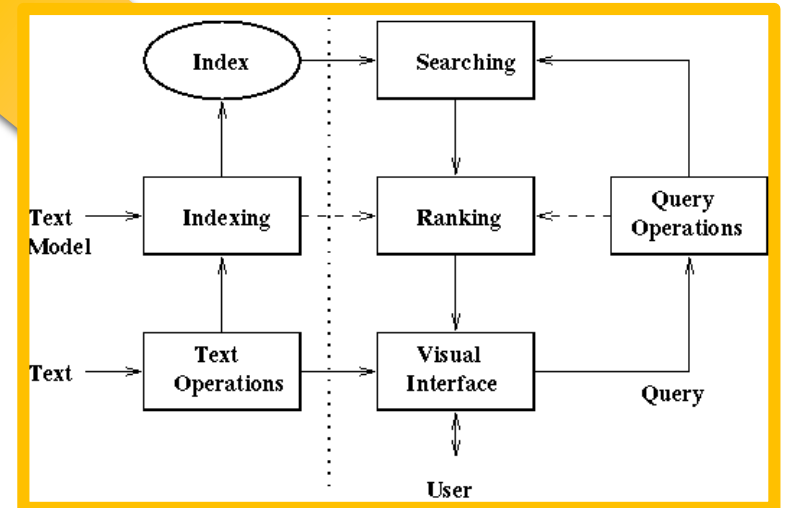 Index
Searching
Text
Model
Indexing
Ranking
Query
Operations
Text
Text
Operations
Visual
Interface
Query
User